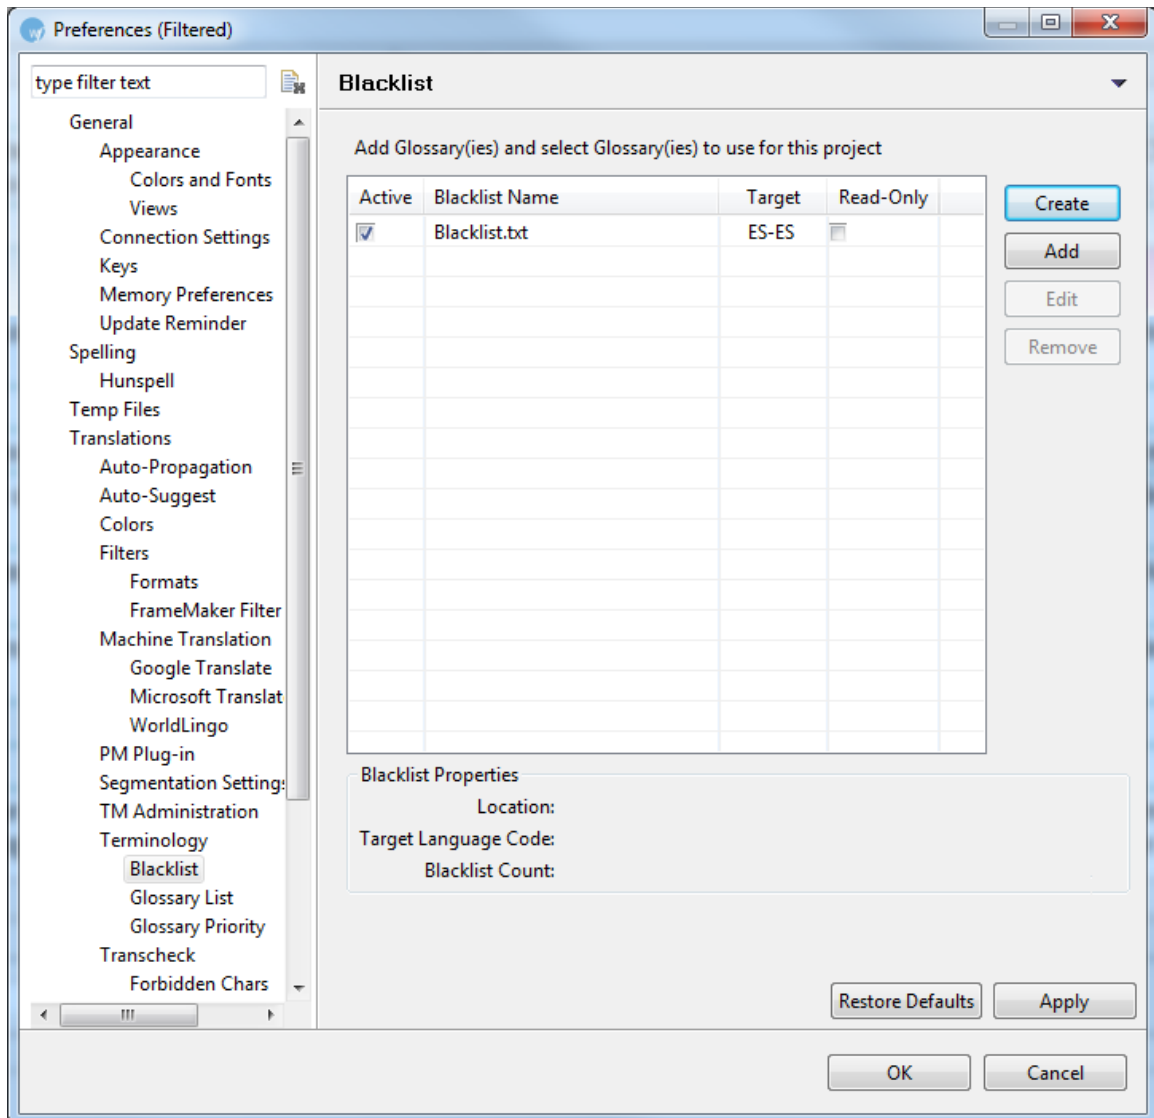 Preferences (Filtered)
type filter text
General
Appearance
Colors and Fonts
Views
Connection Settings
Keys
Memory Preferences
Update Reminder
Spelling
Hunspell
Temp Files
Translations
Auto-Propagation
Auto-Suggest
Colors
Filters
Formats
FrameMaker Filter
Machine Translation
Google Translate
Microsoft Translat
WorldLingo
PM Plug-in
Segmentation Settings
TM Administration
Terminology
Blacklist
Glossary List
Glossary Priority
Transcheck
Forbidden Chars
Blacklist
Add Glossary(ies) and select Glossary(ies) to use for this project
Active Blacklist Name Target Read-Only
Blacklist.txt ES-ES
Create
Add
Edit
Remove
Blacklist Properties
Location:
Target Language Code:
Blacklist Count:
Restore Defaults Apply
OK Cancel